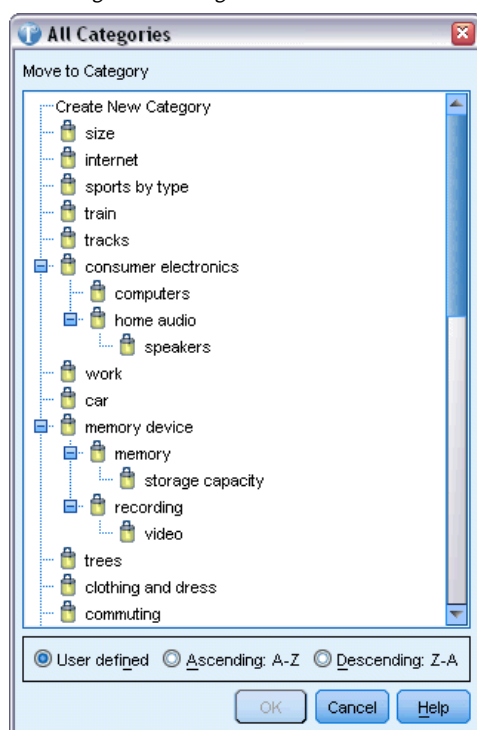 All Categories
Move to Category
Create New Category
size
internet
sports by type
train
tracks
consumer electronics
computers
home audio
speakers
work
car
memory device
memory
storage capacity
recording
video
trees
clothing and dress
commuting
User defined Ascending: A-Z Descending: Z-A
OK Cancel Help